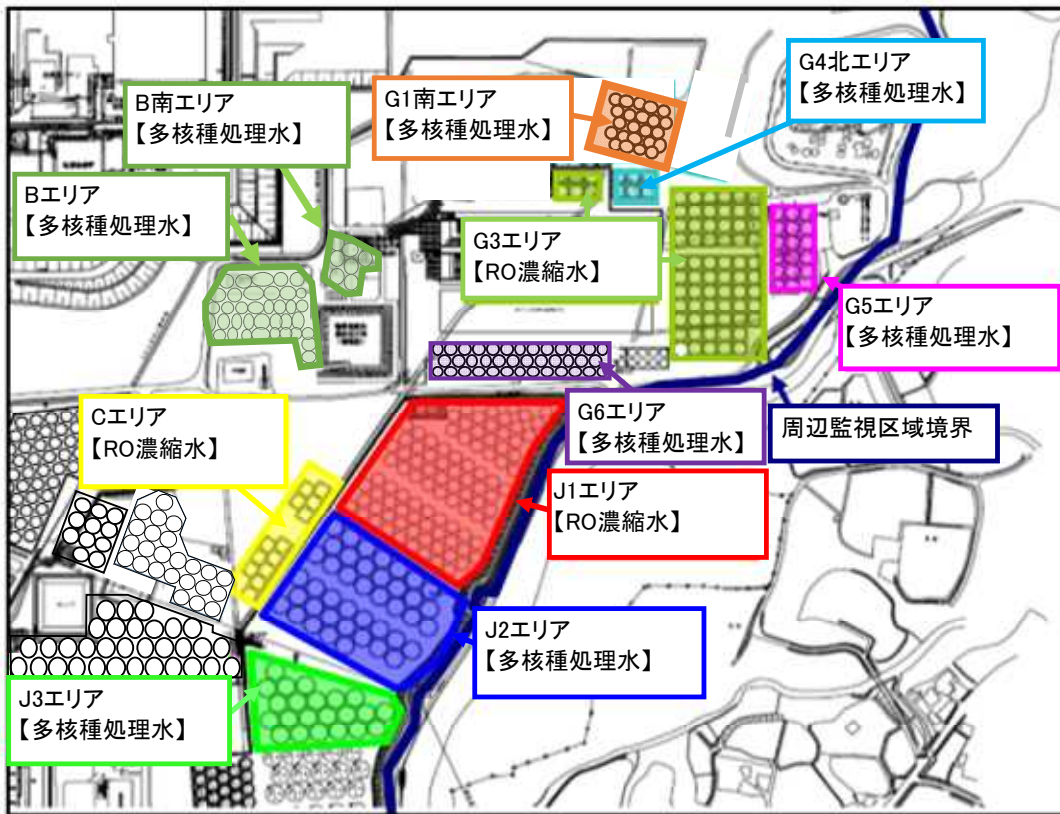 G4北エリア
【多核種処理水】
B南エリア
【多核種処理水】
G1南エリア
【多核種処理水】
Bエリア
【多核種処理水】
G3エリア
【RO濃縮水】
G5エリア
【多核種処理水】
Cエリア
【RO濃縮水】
G6エリア
【多核種処理水】
周辺監視区域境界
J1エリア
【RO濃縮水】
J2エリア
【多核種処理水】
J3エリア
【多核種処理水】